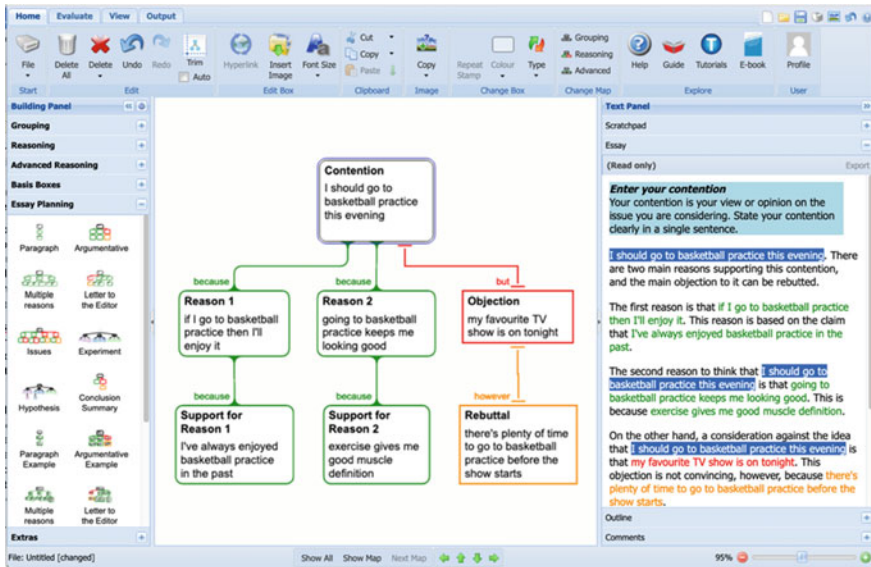 Home Evaluate View Output
File Delete All Delete Undo Redo Trim Auto Hyperlink Insert Image Font Size Cut Copy Paste Copy Repeat Stamp Colour Type Grouping Reasoning Advanced Help Guide Tutorials E-book Profile
Start Edit Edit Box Clipboard Image Change Box Change Map Explore User
Building Panel
Grouping
Reasoning
Advanced Reasoning
Basis Boxes
Essay Planning
Paragraph Argumentative
Multiple reasons Letter to the Editor
Issues Experiment
Hypothesis Conclusion Summary
Paragraph Example Argumentative Example
Multiple reasons Letter to the Editor
Extras
Contention
I should go to
basketball practice
this evening
because because but
Reason 1
if I go to basketball
practice then I'll
enjoy it
Reason 2
going to basketball
practice keeps me
looking good
Objection
my favourite TV
show is on tonight
because because however
Support for
Reason 1
I've always enjoyed
basketball practice
in the past
Support for
Reason 2
exercise gives me
good muscle
definition
Rebuttal
there's plenty of time
to go to basketball
practice before the
show starts
Text Panel
Scratchpad
Essay
(Read only) Export
Enter your contention
Your contention is your view or opinion on the
issue you are considering. State your contention
clearly in a single sentence.
I should go to basketball practice this evening. There
are two main reasons supporting this contention,
and the main objection to it can be rebutted.
The first reason is that if I go to basketball practice
then I'll enjoy it. This reason is based on the claim
that I've always enjoyed basketball practice in the
past.
The second reason to think that I should go to
basketball practice this evening is that going to
basketball practice keeps me looking good. This is
because exercise gives me good muscle definition.
On the other hand, a consideration against the idea
that I should go to basketball practice this evening is
that my favourite TV show is on tonight. This
objection is not convincing, however, because there's
plenty of time to go to basketball practice before the
show starts.
Outline
Comments
File: Untitled [changed] Show All Show Map Next Map 95%